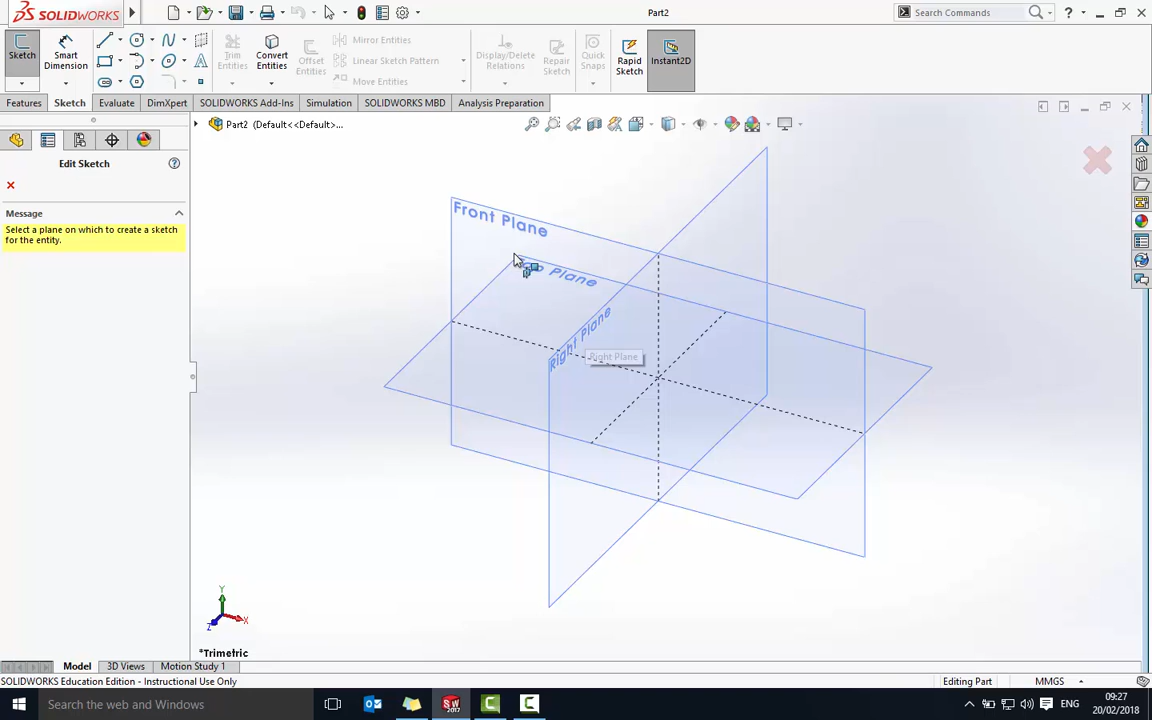 SOLIDWORKS
Part2
Search Commands
Sketch
Smart Dimension
Trim Entities
Convert Entities
Offset Entities
Mirror Entities
Linear Sketch Pattern
Move Entities
Display/Delete Relations
Repair Sketch
Quick Snaps
Rapid Sketch
Instant2D
Features
Sketch
Evaluate
DimXpert
SOLIDWORKS Add-Ins
Simulation
SOLIDWORKS MBD
Analysis Preparation
Part2 (Default<<Default>...
Edit Sketch
Message
Select a plane on which to create a sketch
for the entity.
Front Plane
Plane
Right Plane
Right Plane
Y
X
Z
*Trimetric
Model
3D Views
Motion Study 1
SOLIDWORKS Education Edition - Instructional Use Only
Editing Part
MMGS
Search the web and Windows
ENG
09:27
20/02/2018